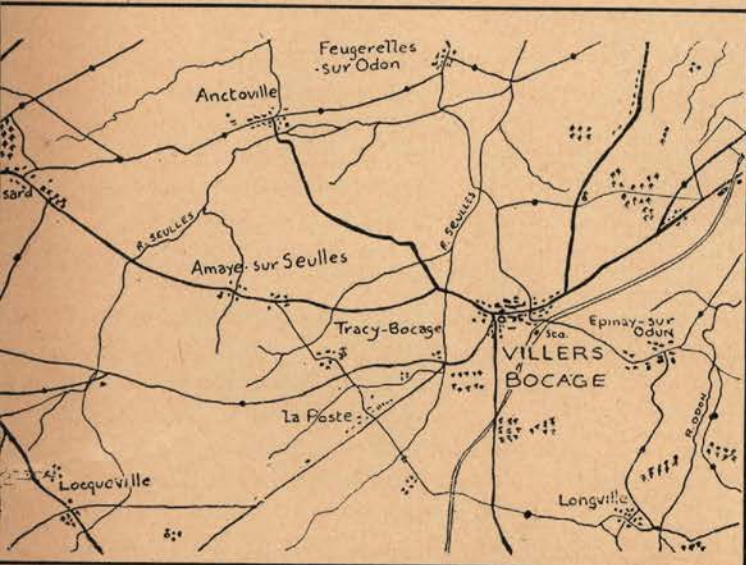 Feugerelles
-sur Odon
Anctoville
sard
R. SEULLES
R. SEULLES
Amaye-sur Seulles
Tracy-Bocage
Sta.
Epinay-sur
ODUN
VILLERS
BOCAGE
La Poste
R. ODON
Locqueville
Longville